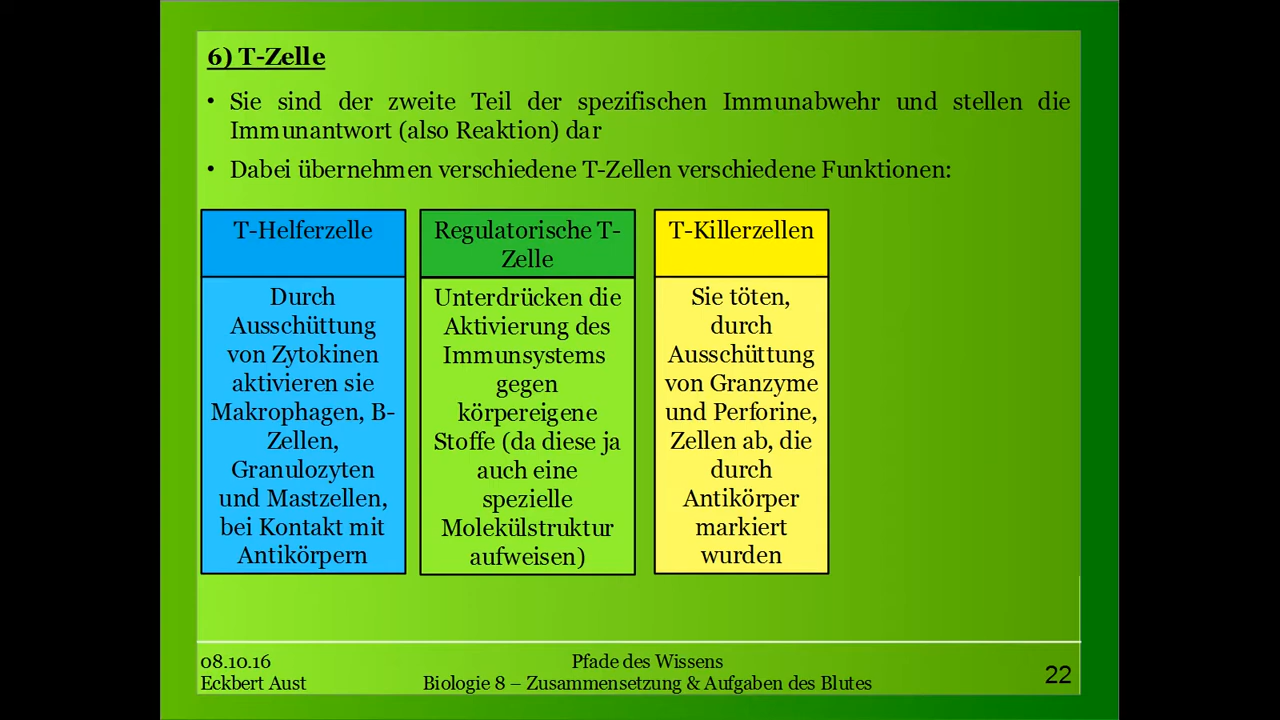 6) T-Zelle
• Sie sind der zweite Teil der spezifischen Immunabwehr und stellen die
Immunantwort (also Reaktion) dar
• Dabei übernehmen verschiedene T-Zellen verschiedene Funktionen:
T-Helferzelle
Durch
Ausschüttung
von Zytokinen
aktivieren sie
Makrophagen, B-
Zellen,
Granulozyten
und Mastzellen,
bei Kontakt mit
Antikörpern
Regulatorische T-
Zelle
Unterdrücken die
Aktivierung des
Immunsystems
gegen
körpereigene
Stoffe (da diese ja
auch eine
spezielle
Molekülstruktur
aufweisen)
T-Killerzellen
Sie töten,
durch
Ausschüttung
von Granzyme
und Perforine,
Zellen ab, die
durch
Antikörper
markiert
wurden
08.10.16
Eckbert Aust
Pfade des Wissens
Biologie 8 – Zusammensetzung & Aufgaben des Blutes
22